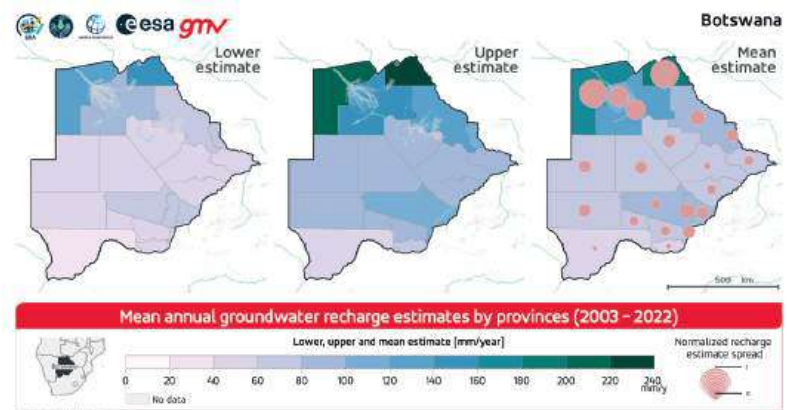 esa gmv
Botswana
Lower
estimate
Upper
estimate
Mean
estimate
500 km
Mean annual groundwater recharge estimates by provinces (2003 - 2022)
Lower, upper and mean estimate [mm/year]
Normalized recharge
estimate spread
0 20 40 60 80 100 120 140 160 180 200 220 240
mm/y
No data